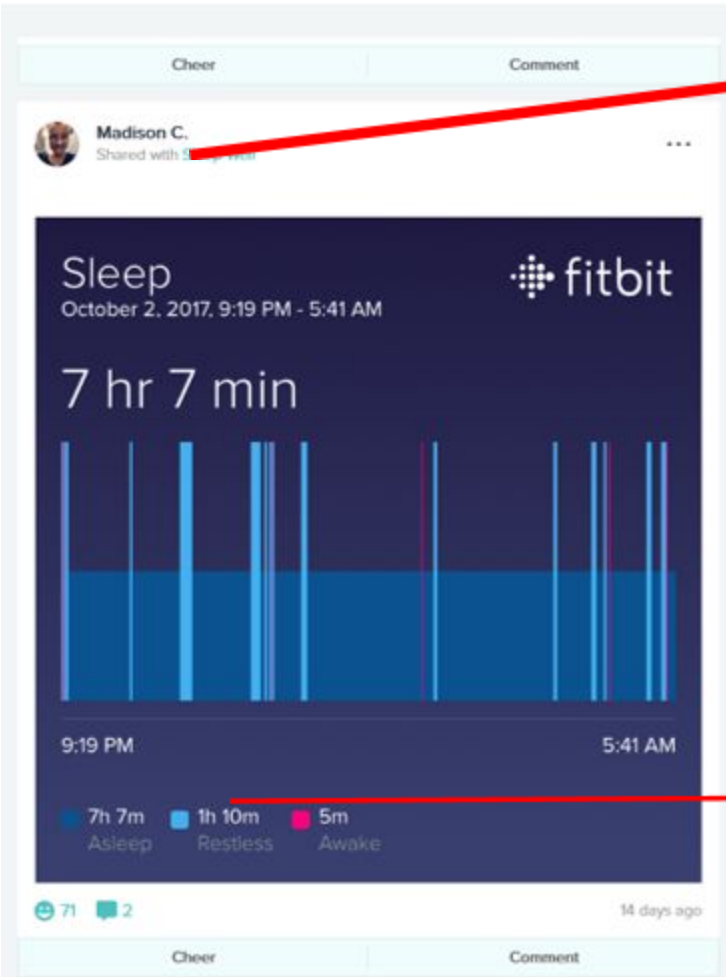 Cheer Comment
Madison C.
Shared with
...
Sleep fitbit
October 2, 2017, 9:19 PM - 5:41 AM
7 hr 7 min
9:19 PM 5:41 AM
7h 7m 1h 10m 5m
Asleep Restless Awake
71 2 14 days ago
Cheer Comment